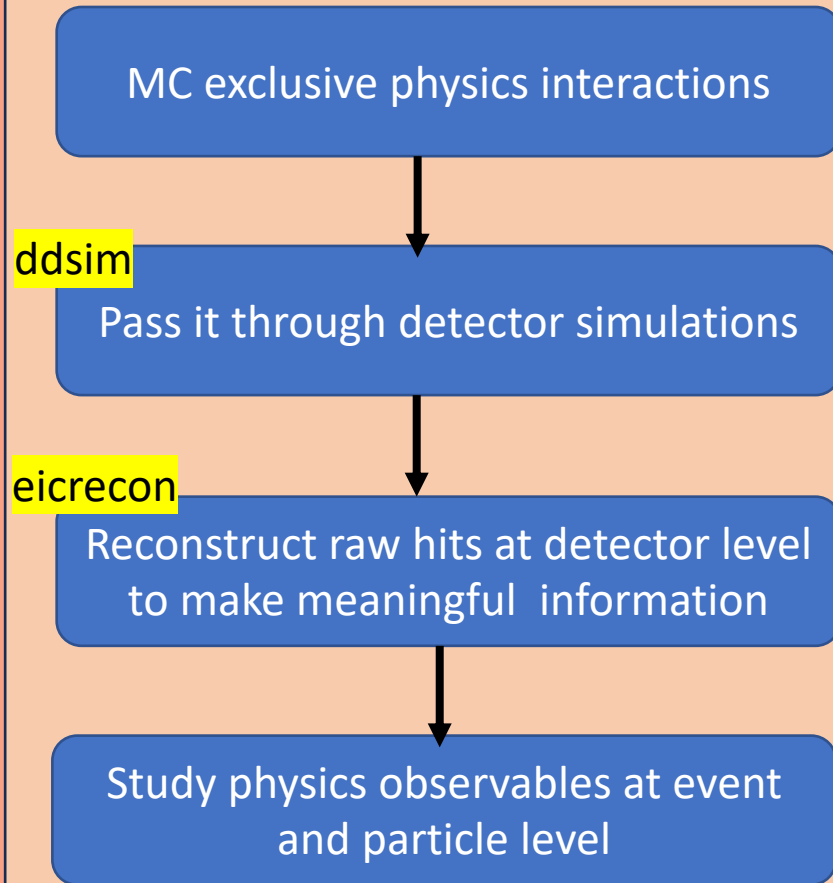 MC exclusive physics interactions
ddsim
Pass it through detector simulations
eicrecon
Reconstruct raw hits at detector level
to make meaningful  information
Study physics observables at event
and particle level